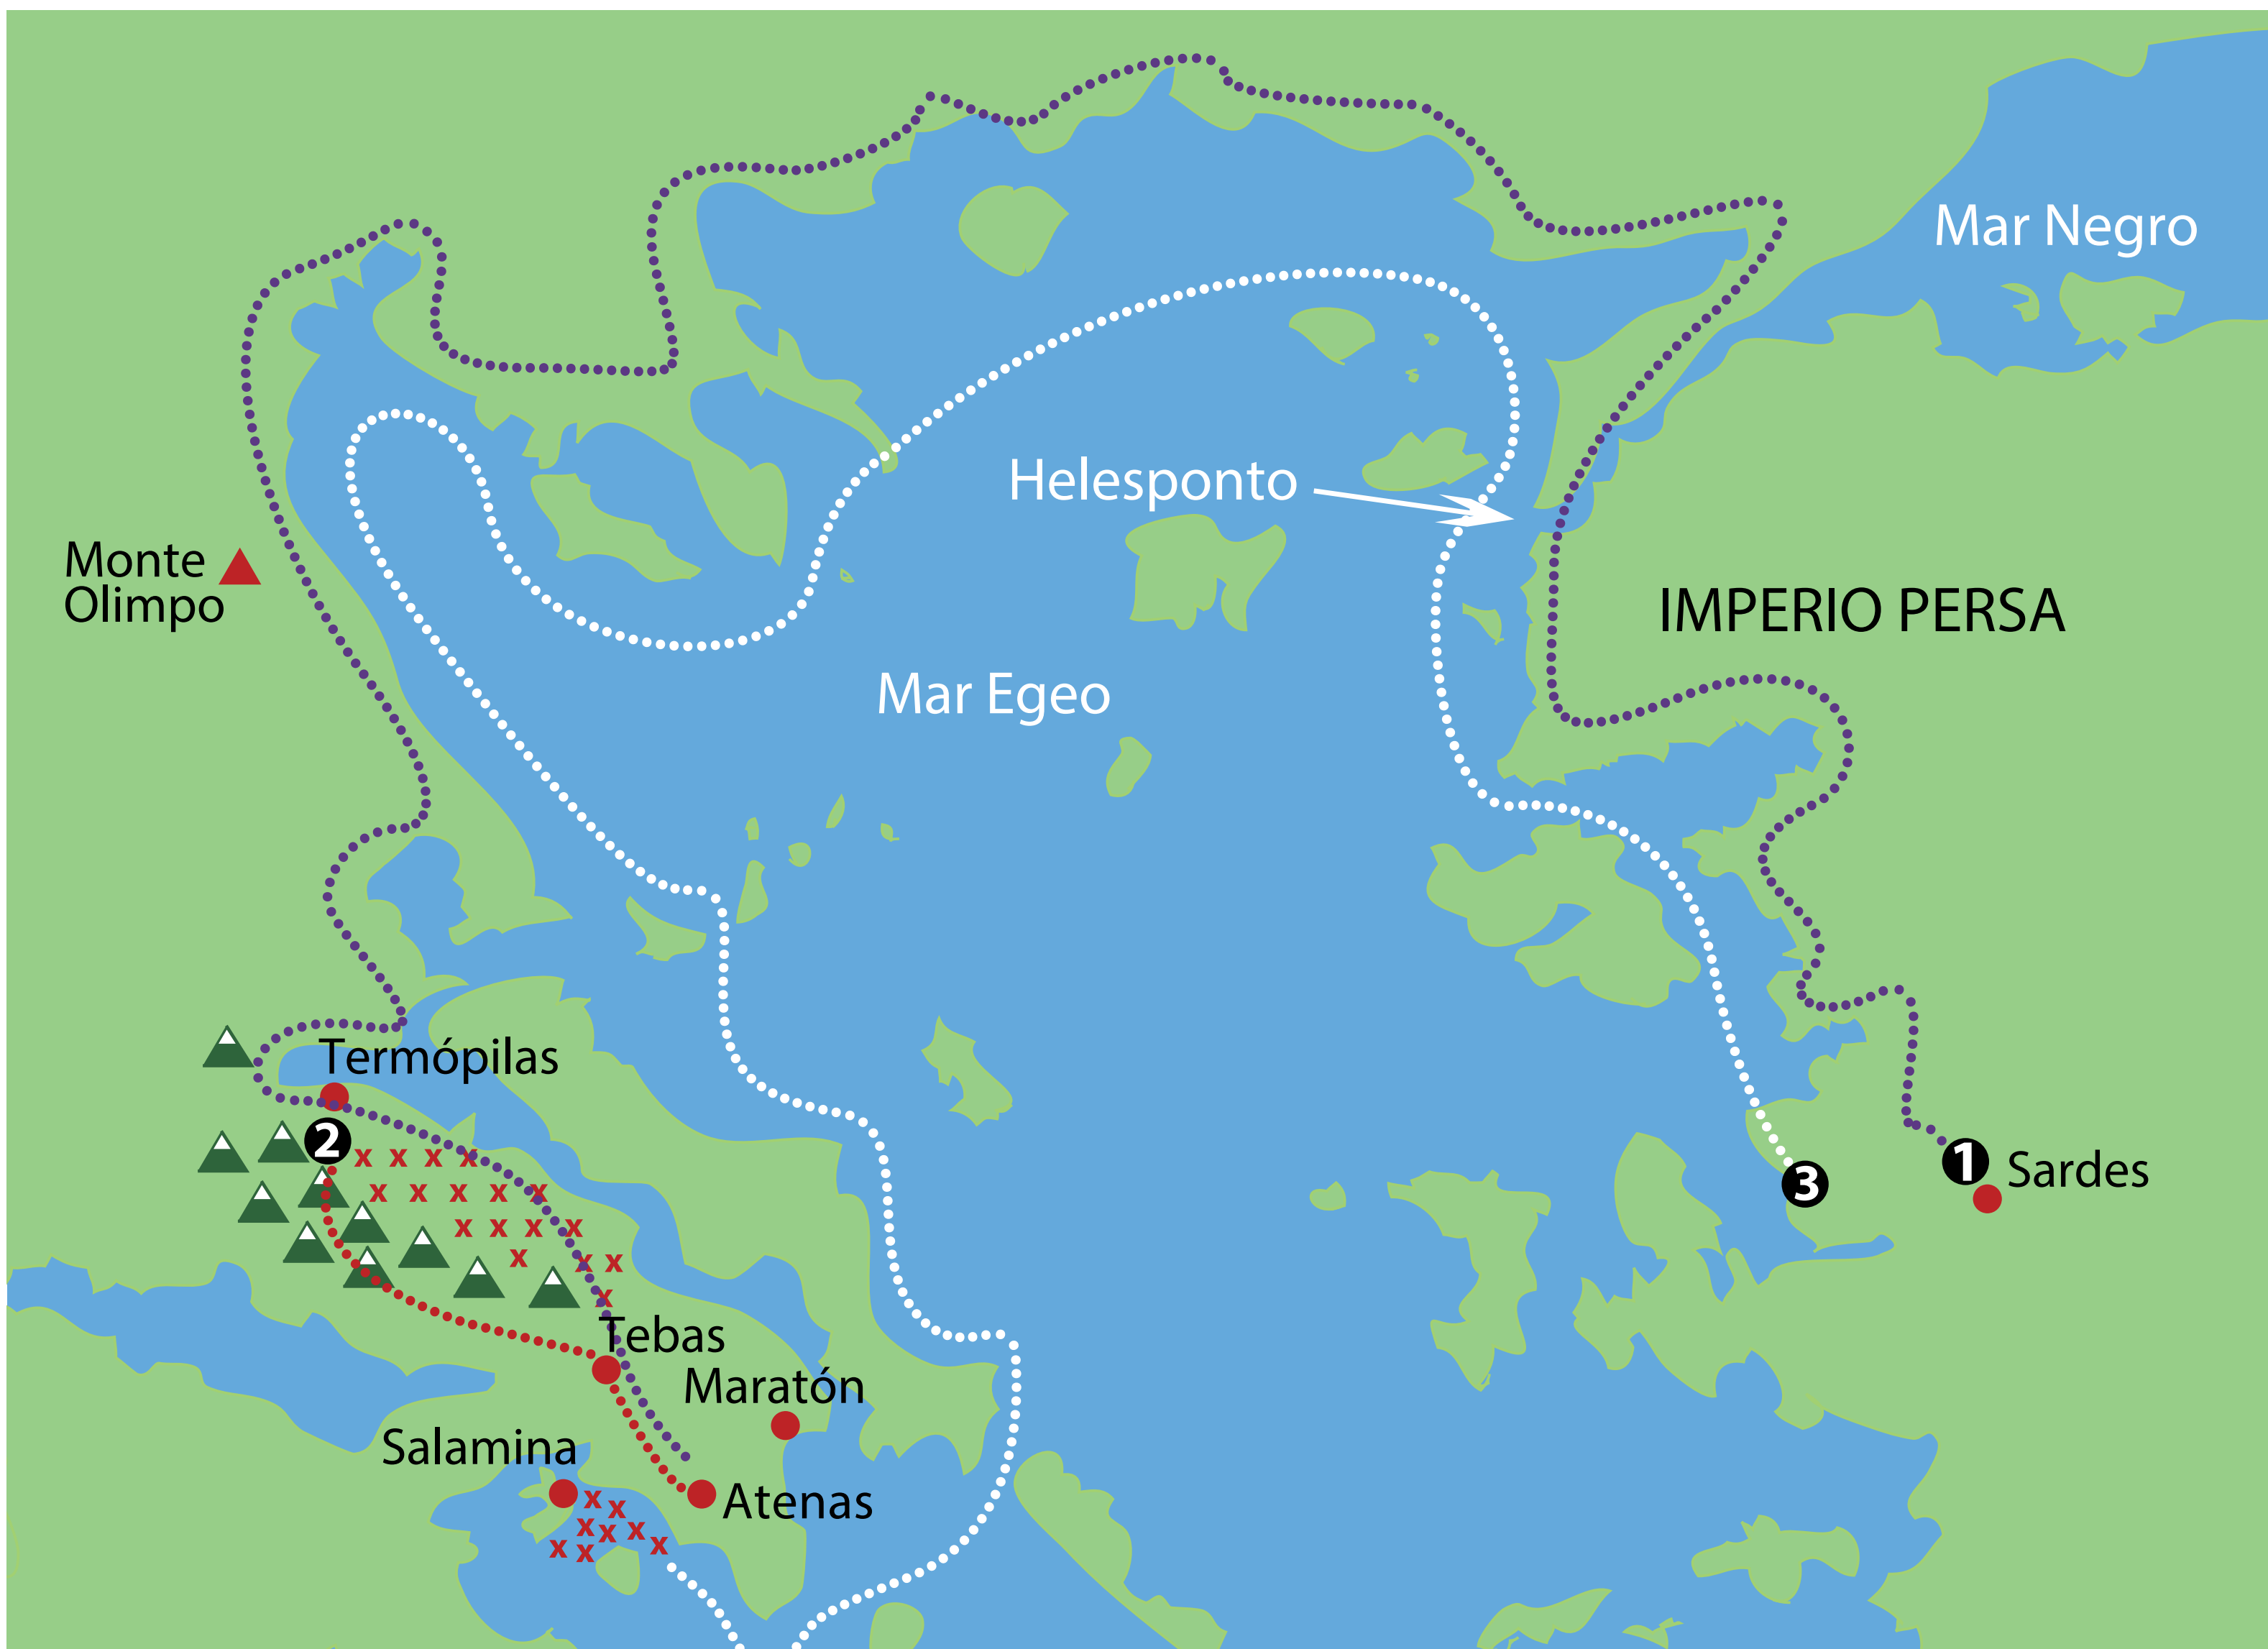 Mar Negro
Helesponto
Monte
Olimpo
IMPERIO PERSA
Mar Egeo
Termópilas
2
x x x x
x x x x x
x x x x
x x x
x
1
Sardes
3
Tebas
Maratón
Salamina
Atenas
x x
x x x
x x x